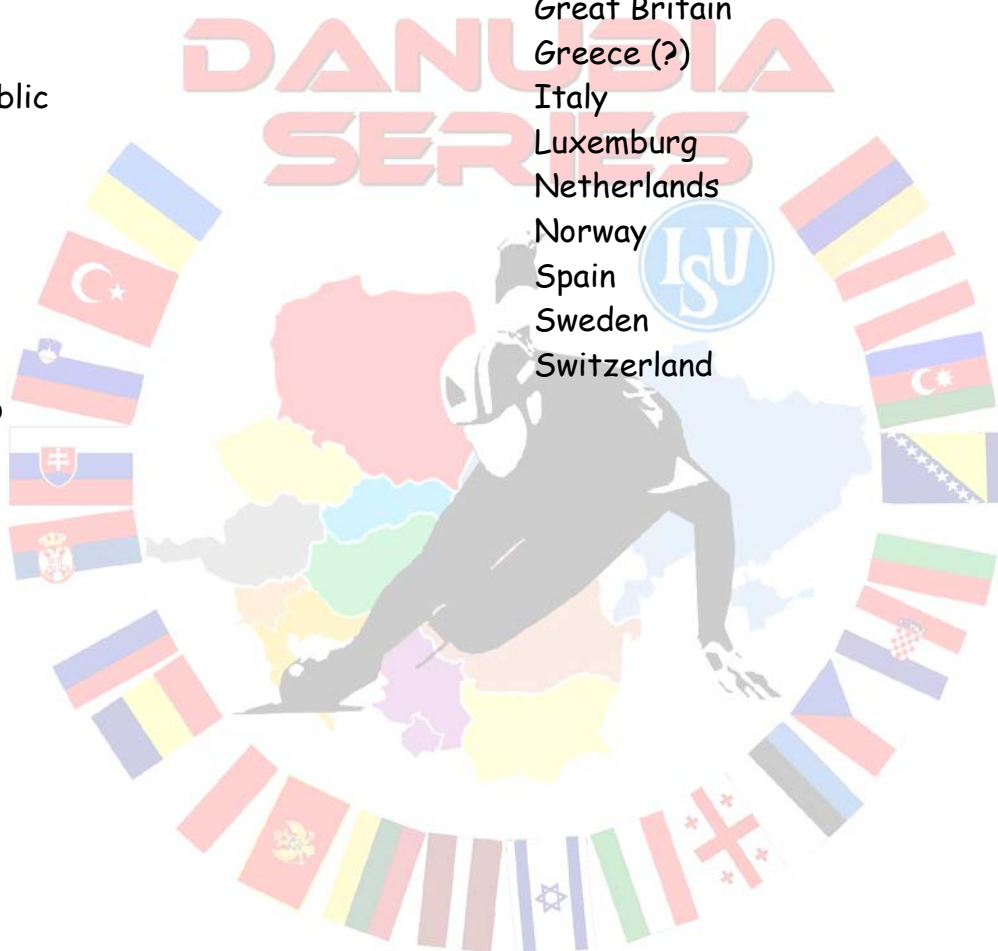 DANUBIA
SERIES
Great Britain
Greece (?)
Italy
Luxemburg
Netherlands
Norway
Spain
Sweden
Switzerland
ISU